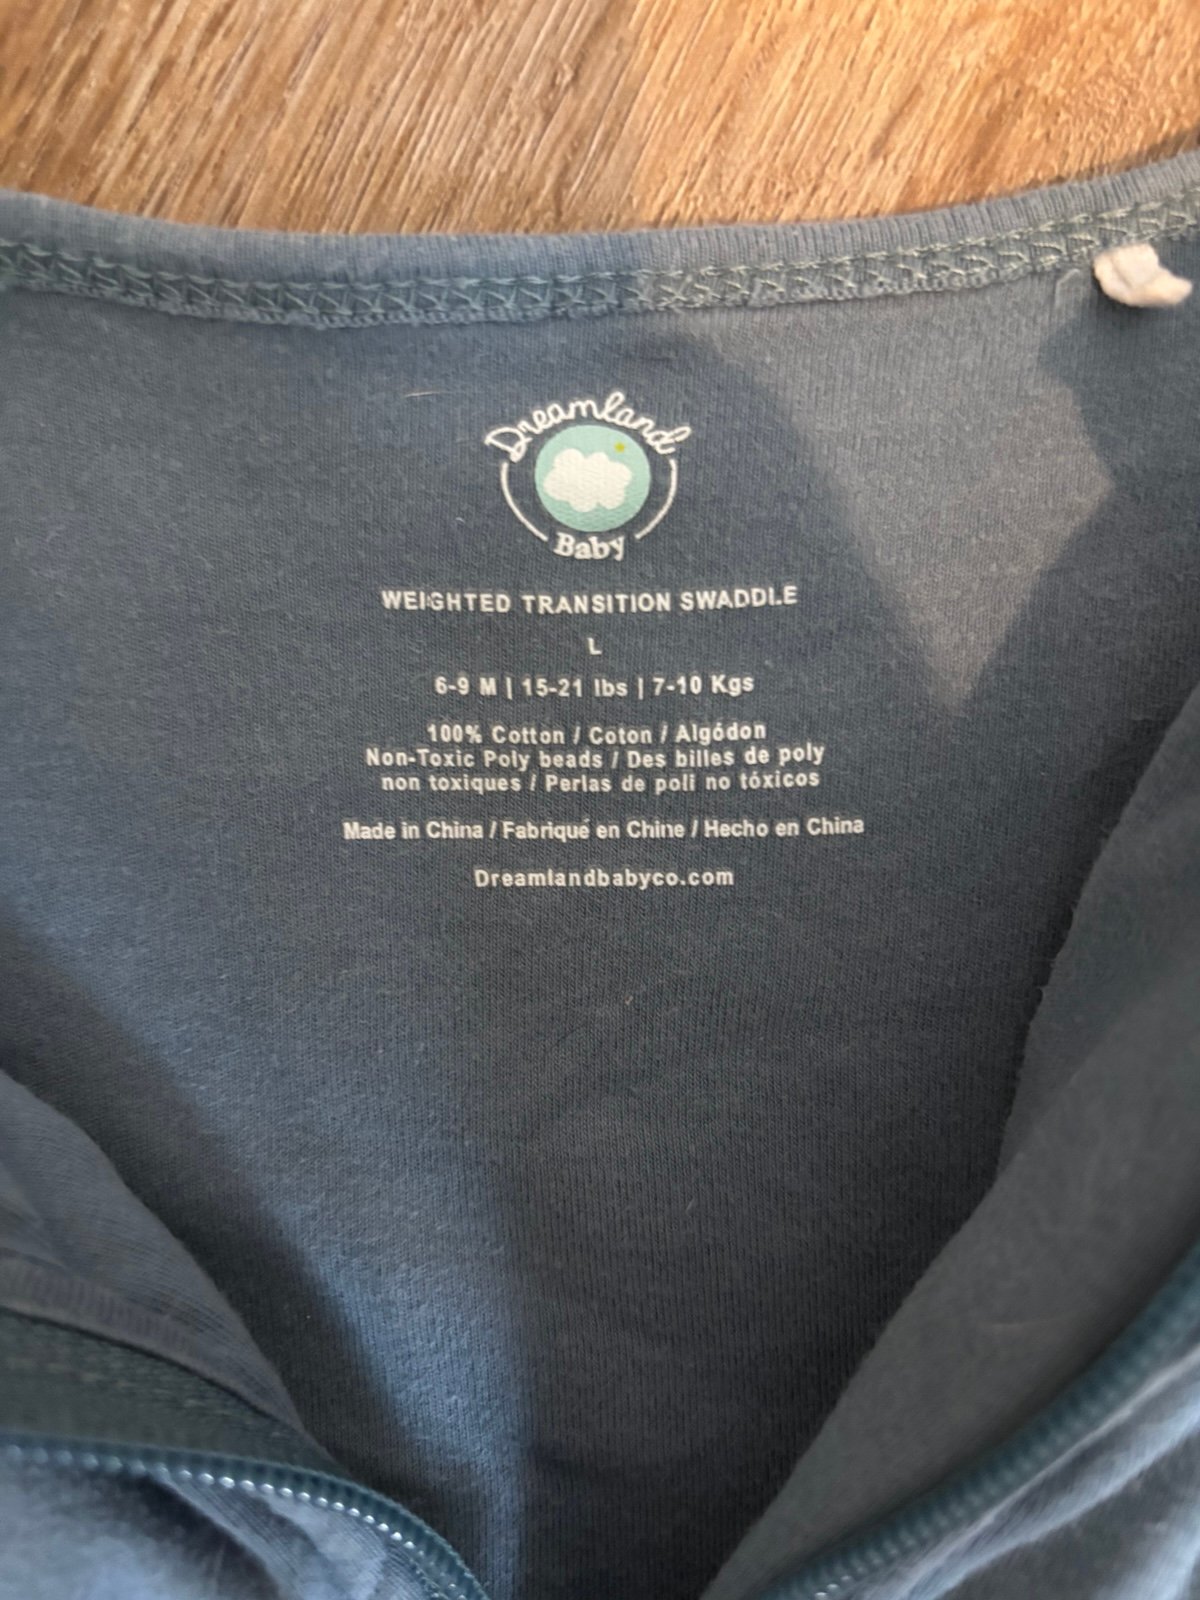 Dreamland
Baby
WEIGHTED TRANSITION SWADDLE
L
6-9 M | 15-21 lbs | 7-10 Kgs
100% Cotton / Coton / Algódon
Non-Toxic Poly beads / Des billes de poly
non toxiques / Perlas de poli no tóxicos
Made in China / Fabriqué en Chine / Hecho en China
Dreamlandbabyco.com